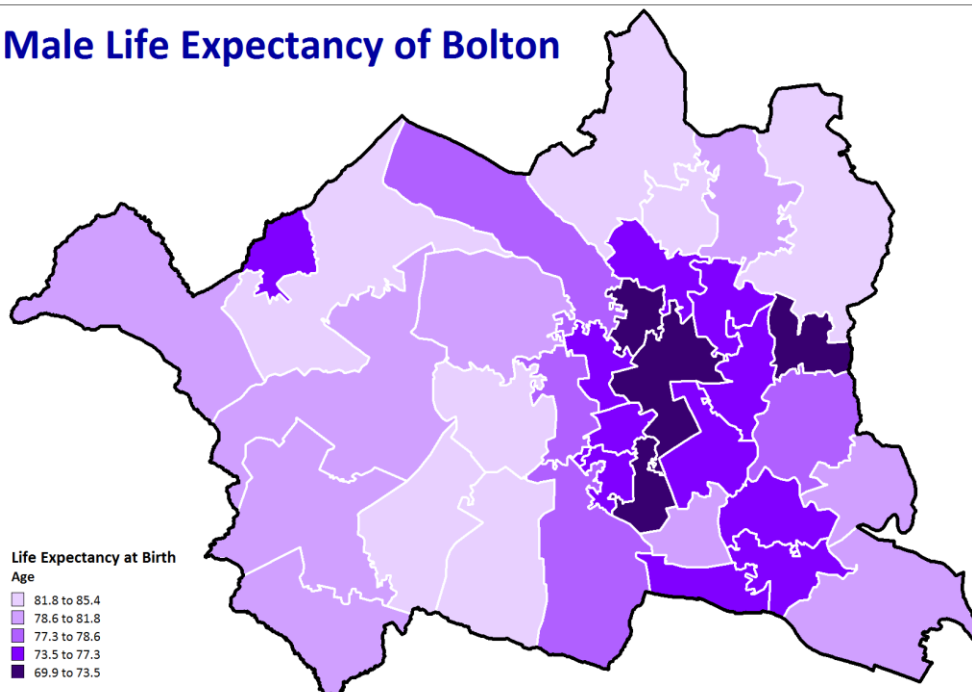 Male Life Expectancy of Bolton
Life Expectancy at Birth
Age
81.8 to 85.4
78.6 to 81.8
77.3 to 78.6
73.5 to 77.3
69.9 to 73.5